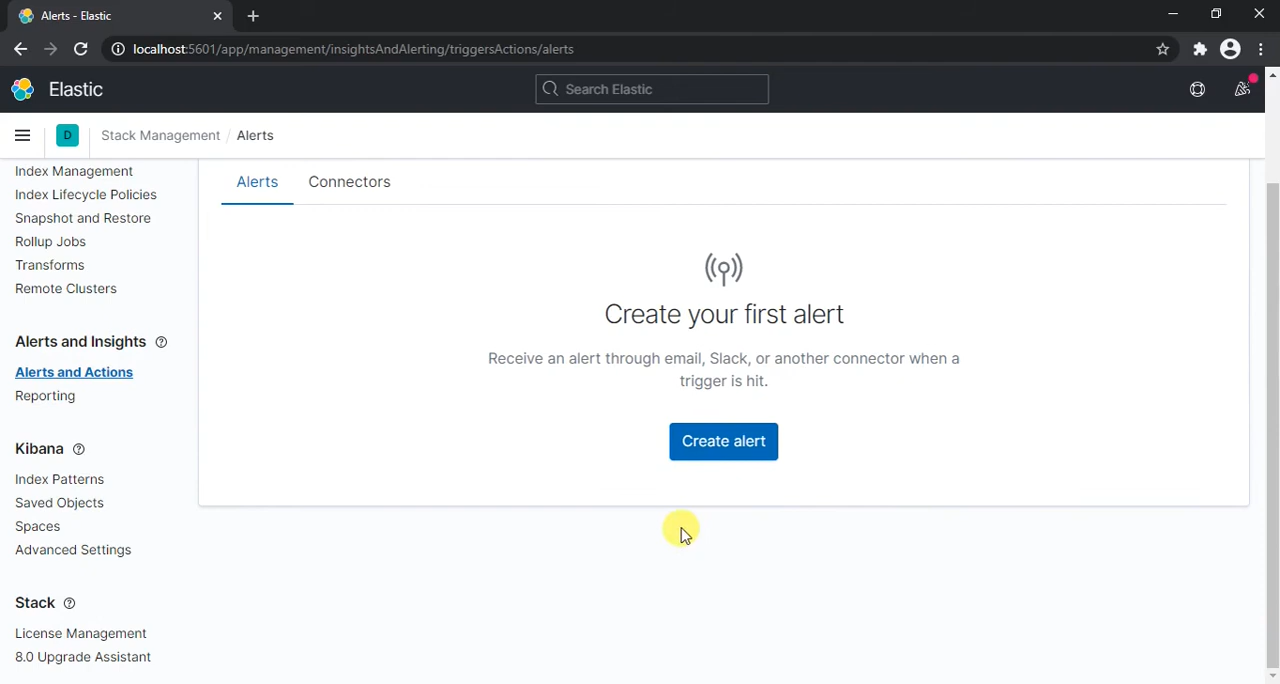 Alerts - Elastic
localhost:5601/app/management/insightsAndAlerting/triggersActions/alerts
Elastic
Search Elastic
D
Stack Management / Alerts
Index Management
Index Lifecycle Policies
Snapshot and Restore
Rollup Jobs
Transforms
Remote Clusters
Alerts and Insights
Alerts and Actions
Reporting
Kibana
Index Patterns
Saved Objects
Spaces
Advanced Settings
Stack
License Management
8.0 Upgrade Assistant
Alerts
Connectors
Create your first alert
Receive an alert through email, Slack, or another connector when a
trigger is hit.
Create alert